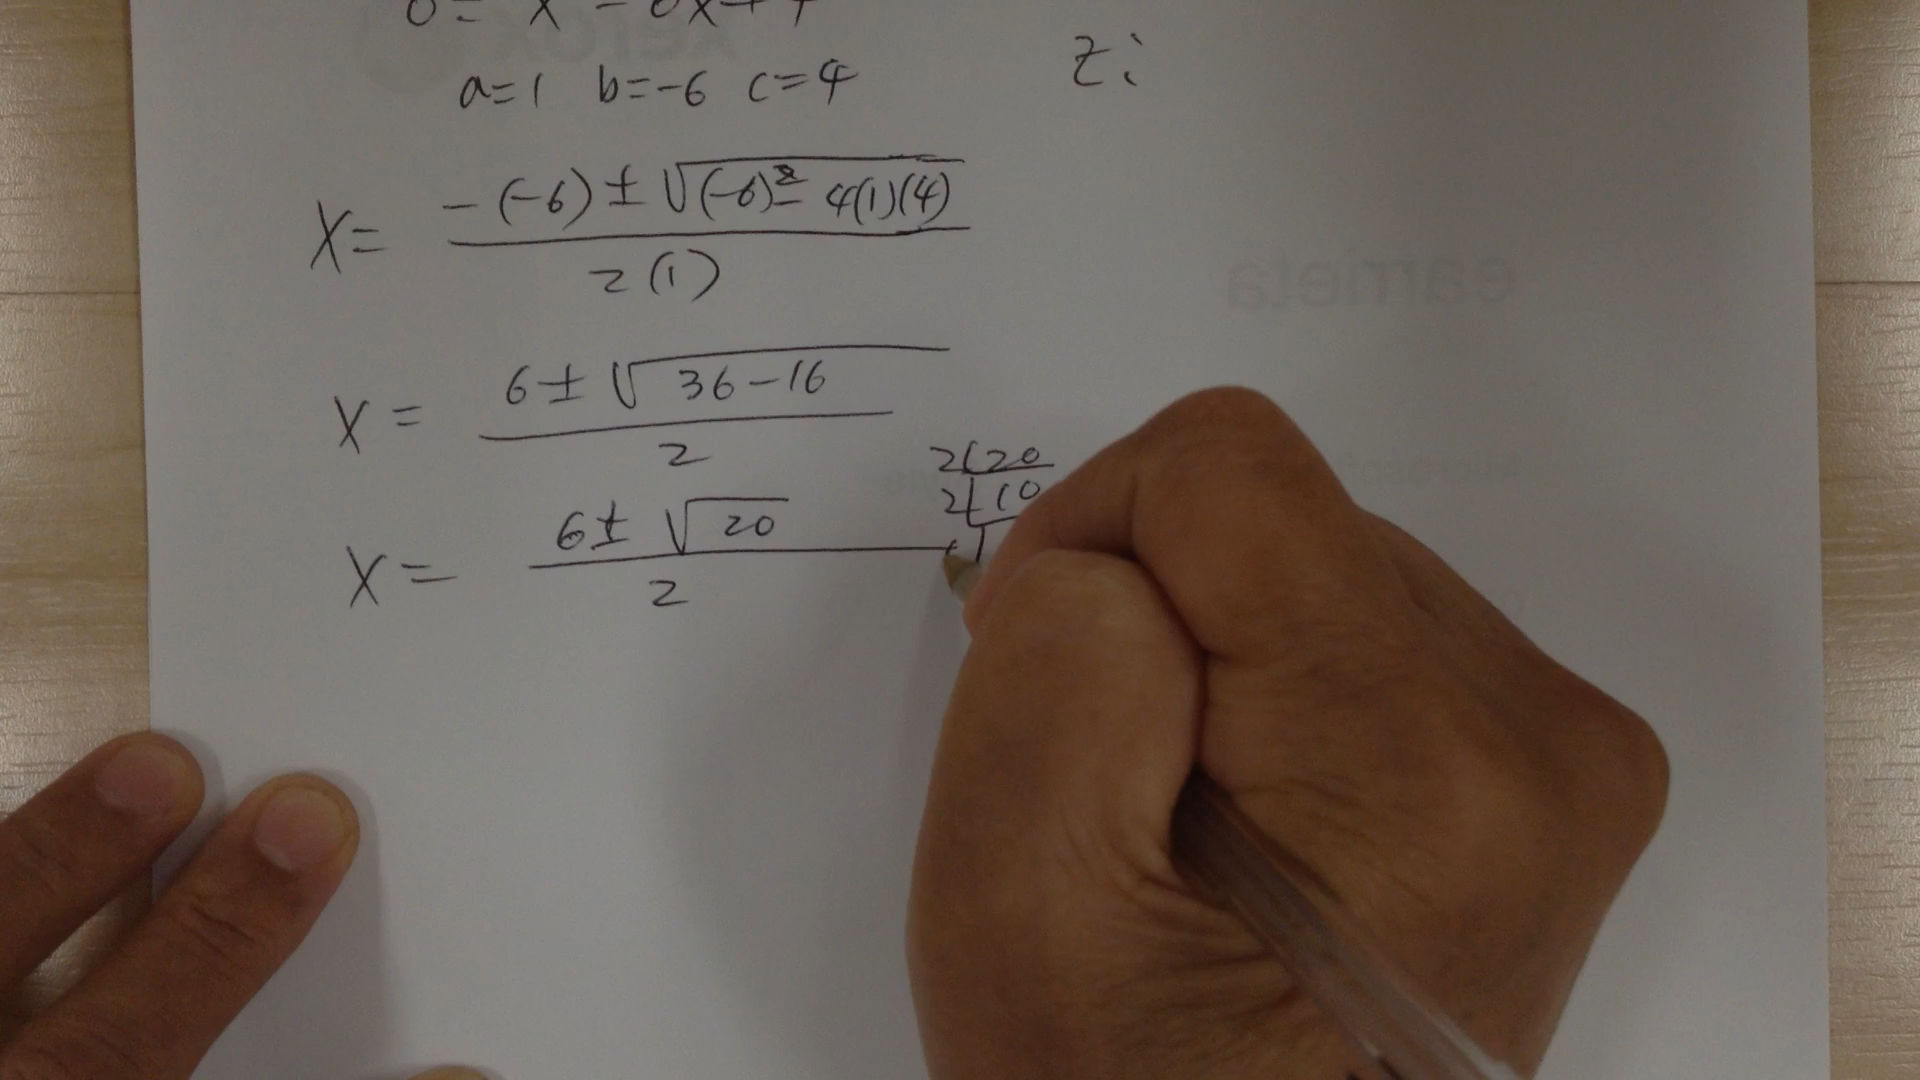 a=1 b=-6 c=4
z:
x= -(-6) ± √(-6)² - 4(1)(4)
2(1)
x = 6 ± √36-16
2
2 20
2 10
x = 6 ± √20
2